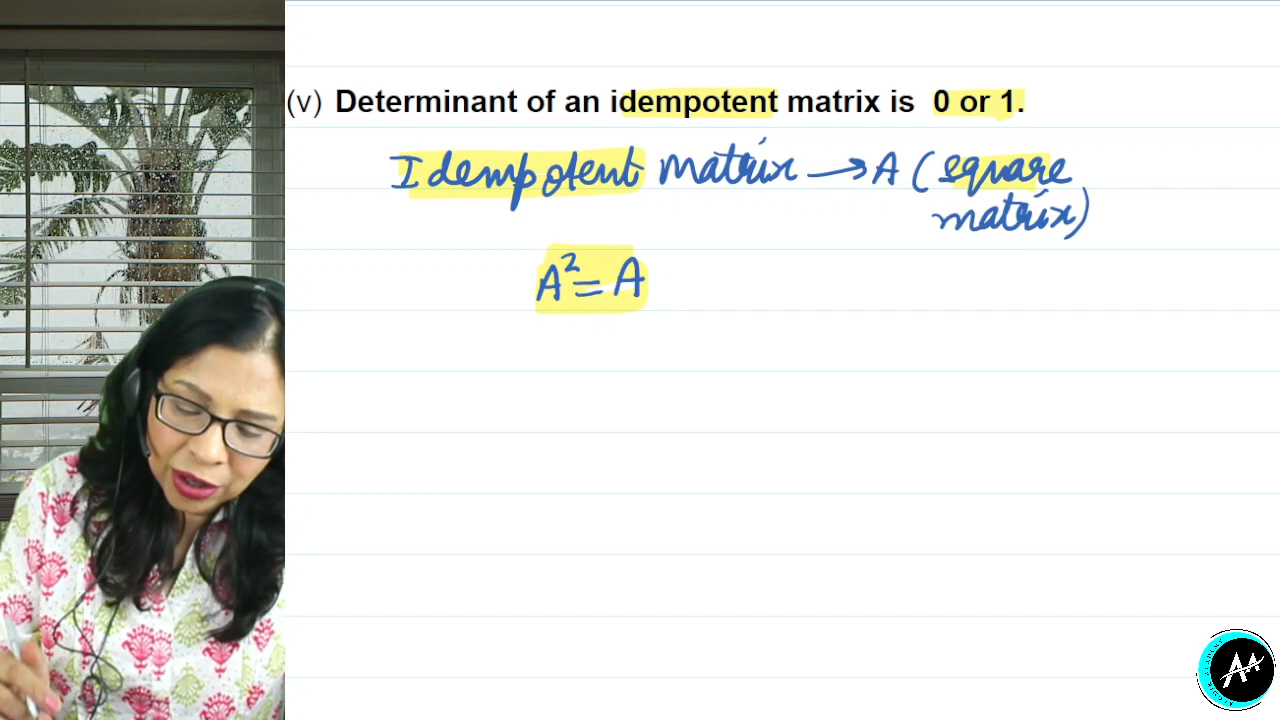 (v) Determinant of an idempotent matrix is 0 or 1.
Idempotent matrix → A (square
matrix)
A² = A